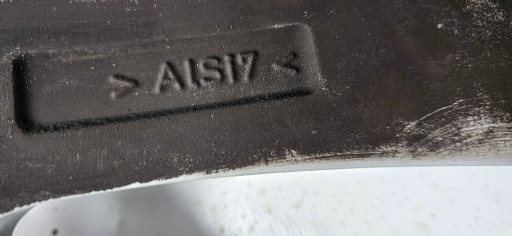 > AlSi7 <